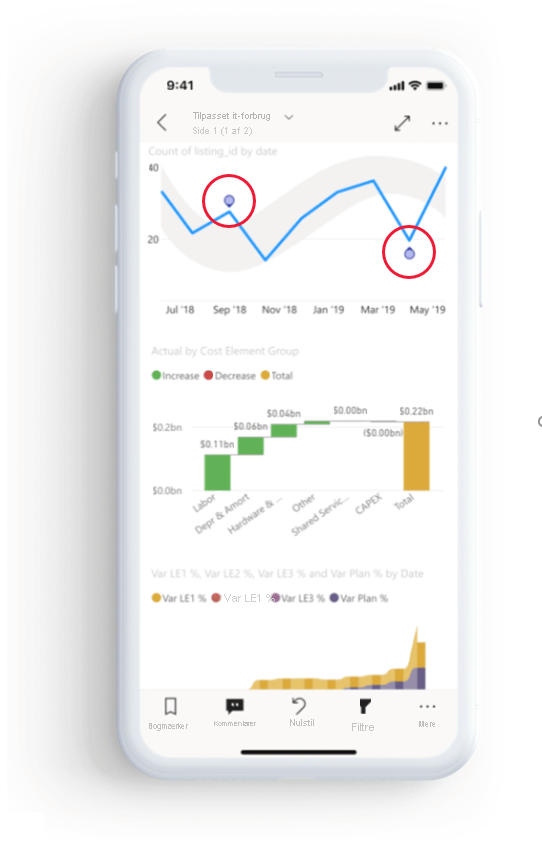 9:41
Tilpasset it-forbrug
Side 1 (1 af 2)
Count of listing_id by date
40
20
Jul '18 Sep '18 Nov '18 Jan '19 Mar '19 May '19
Actual by Cost Element Group
Increase Decrease Total
$0.2bn
$0.0bn
$0.11bn $0.06bn $0.04bn $0.00bn ($0.00bn) $0.22bn
Labor Depr & Amort Hardware & ... Other Shared Servic... CAPEX Total
Var LE1 %, Var LE2 %, Var LE3 % and Var Plan % by Date
Var LE1 % Var LE1 % Var LE3 % Var Plan %
Bogmærker Kommentarer Nulstil Filtre Mere